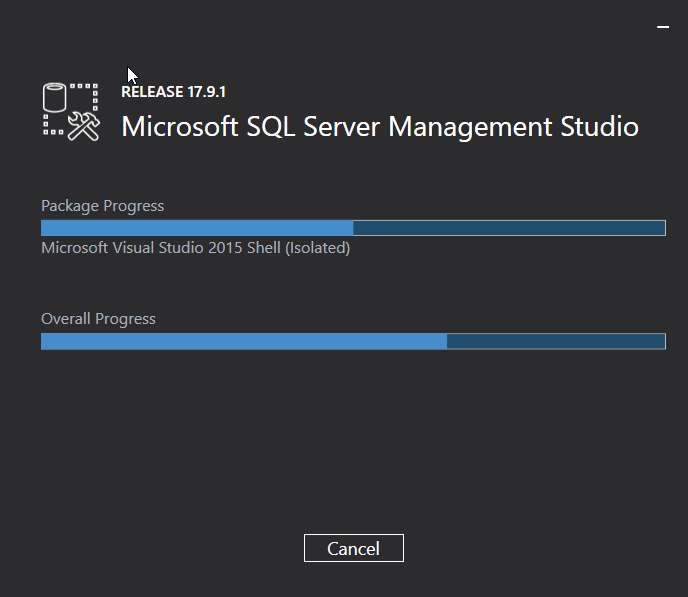 RELEASE 17.9.1
Microsoft SQL Server Management Studio
Package Progress
Microsoft Visual Studio 2015 Shell (Isolated)
Overall Progress
Cancel